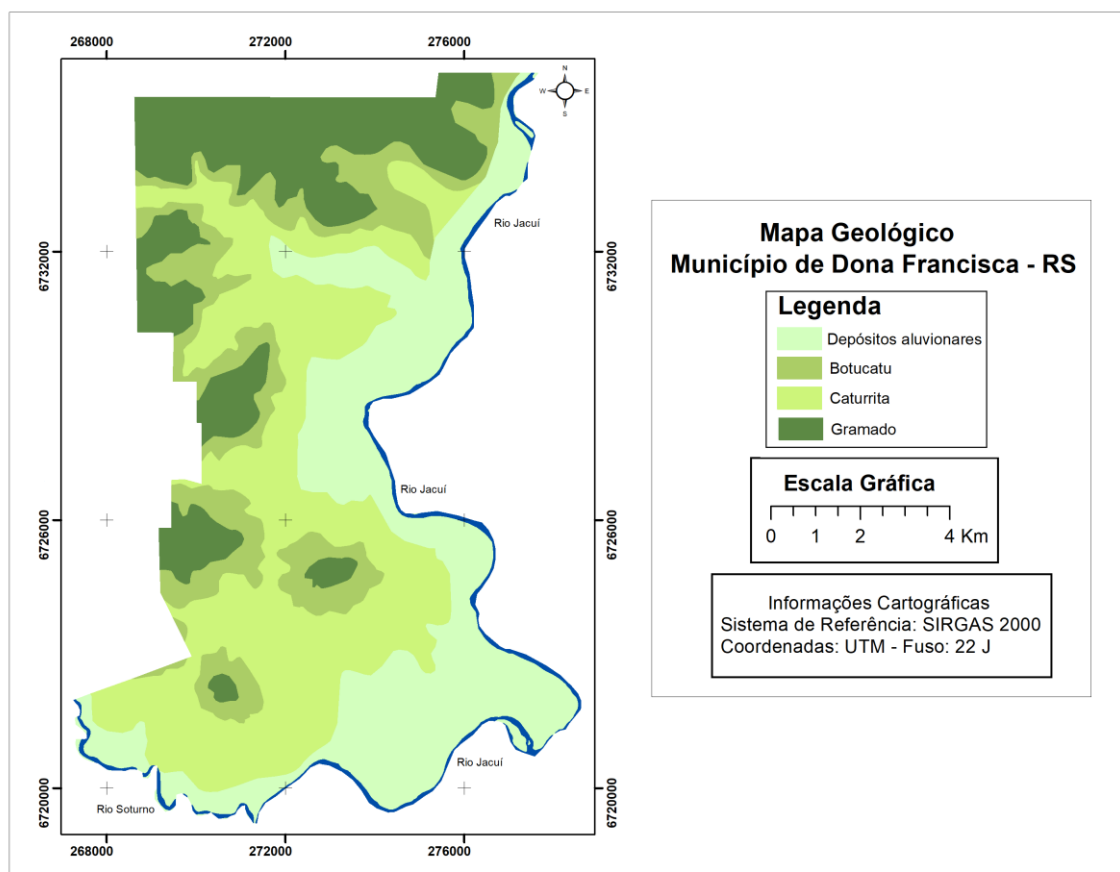 268000 272000 276000
N
W E
S
Rio Jacuí
6732000 6732000
Rio Jacuí
6726000 6726000
Rio Jacuí
Rio Soturno
6720000 6720000
268000 272000 276000
Mapa Geológico
Município de Dona Francisca - RS
Legenda
Depósitos aluvionares
Botucatu
Caturrita
Gramado
Escala Gráfica
0 1 2 4 Km
Informações Cartográficas
Sistema de Referência: SIRGAS 2000
Coordenadas: UTM - Fuso: 22 J